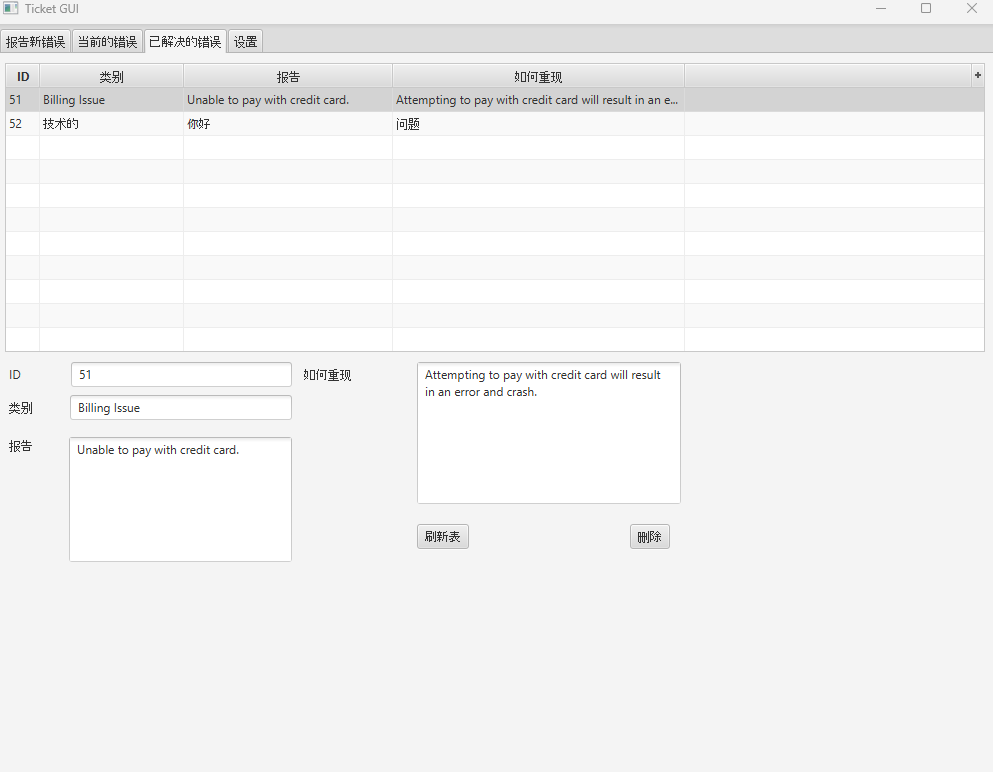 Ticket GUI
报告新错误 当前的错误 已解决的错误 设置
ID 类别 报告 如何重现 +
51 Billing Issue Unable to pay with credit card. Attempting to pay with credit card will result in an e...
52 技术的 你好 问题
ID 51 如何重现
Attempting to pay with credit card will result
in an error and crash.
类别 Billing Issue
报告 Unable to pay with credit card.
刷新表 删除